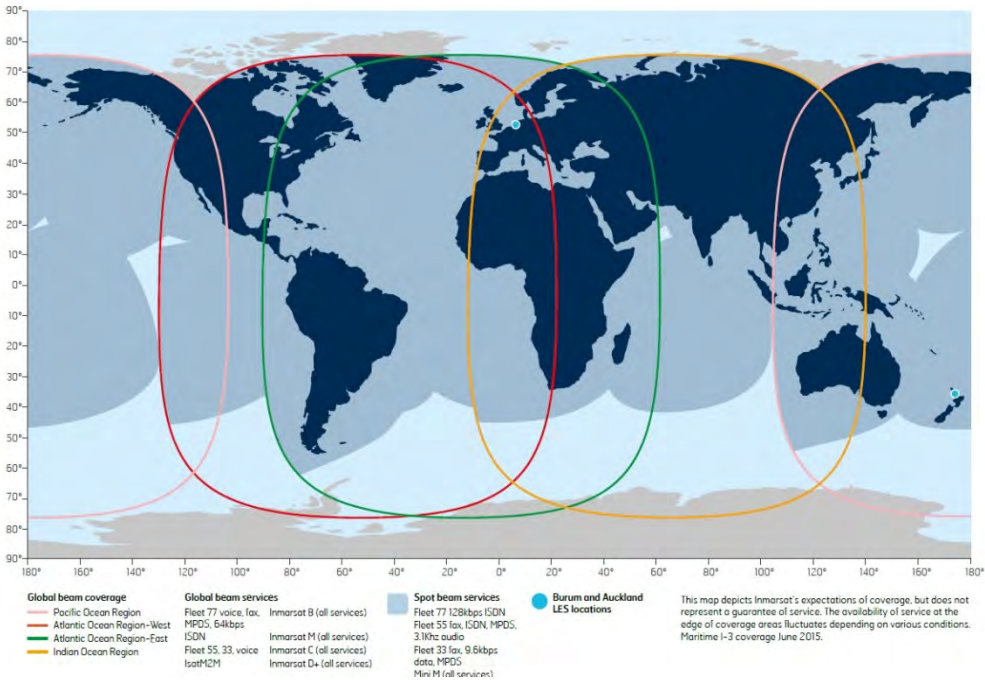 90°
80°
70°
60°
50°
40°
30°
20°
10°
0°
10°
20°
30°
40°
50°
60°
70°
80°
90°
180° 160° 140° 120° 100° 80° 60° 40° 20° 0° 20° 40° 60° 80° 100° 120° 140° 160° 180°
Global beam coverage
Pacific Ocean Region
Atlantic Ocean Region-West
Atlantic Ocean Region-East
Indian Ocean Region
Global beam services
Fleet 77 voice, fax,
MPDS, 64kbps
ISDN
Fleet 55, 33, voice
IsatM2M
Inmarsat B (all services)
Inmarsat M (all services)
Inmarsat C (all services)
Inmarsat D+ (all services)
Spot beam services
Fleet 77 128kbps ISDN
Fleet 55 fax, ISDN, MPDS,
3.1Khz audio
Fleet 33 fax, 9.6kbps
data, MPDS
Mini M (all services)
Burum and Auckland
LES locations
This map depicts Inmarsat's expectations of coverage, but does not
represent a guarantee of service. The availability of service at the
edge of coverage areas fluctuates depending on various conditions.
Maritime I-3 coverage June 2015.